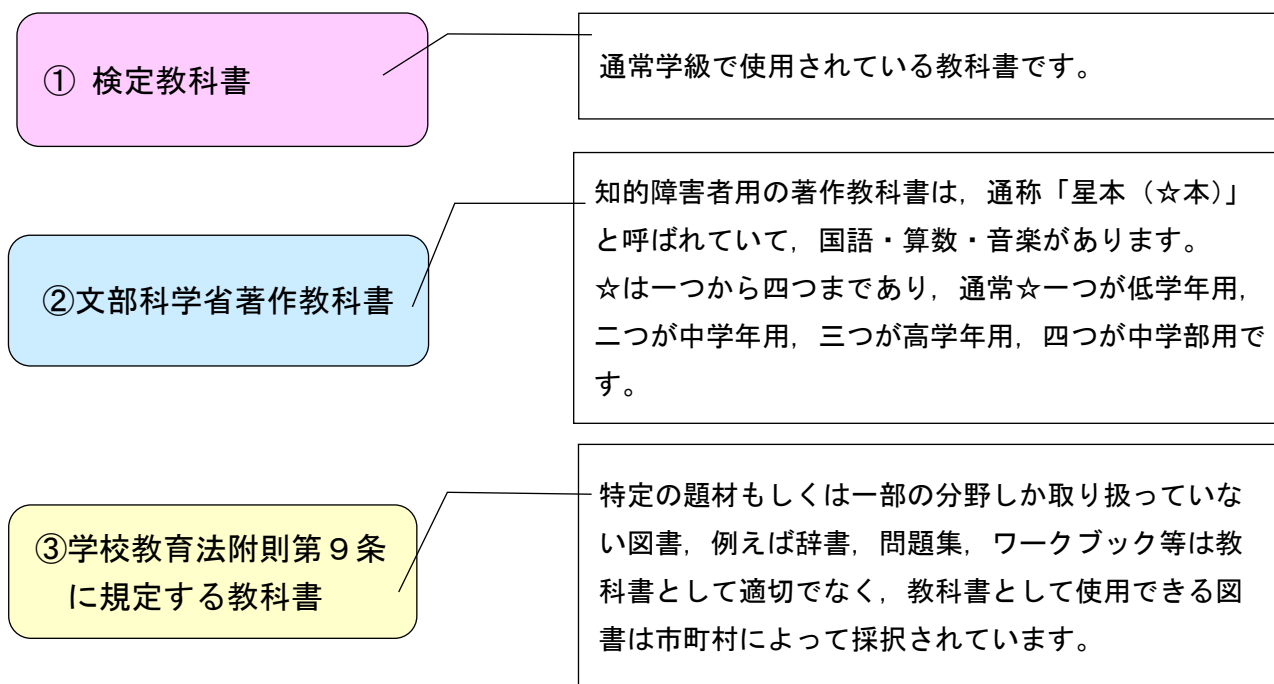 ① 検定教科書
通常学級で使用されている教科書です。
②文部科学省著作教科書
知的障害者用の著作教科書は，通称「星本（☆本）」
と呼ばれていて，国語・算数・音楽があります。
☆は一つから四つまであり，通常☆一つが低学年用，
二つが中学年用，三つが高学年用，四つが中学部用で
す。
③学校教育法附則第９条
に規定する教科書
特定の題材もしくは一部の分野しか取り扱っていな
い図書，例えば辞書，問題集，ワークブック等は教
科書として適切でなく，教科書として使用できる図
書は市町村によって採択されています。